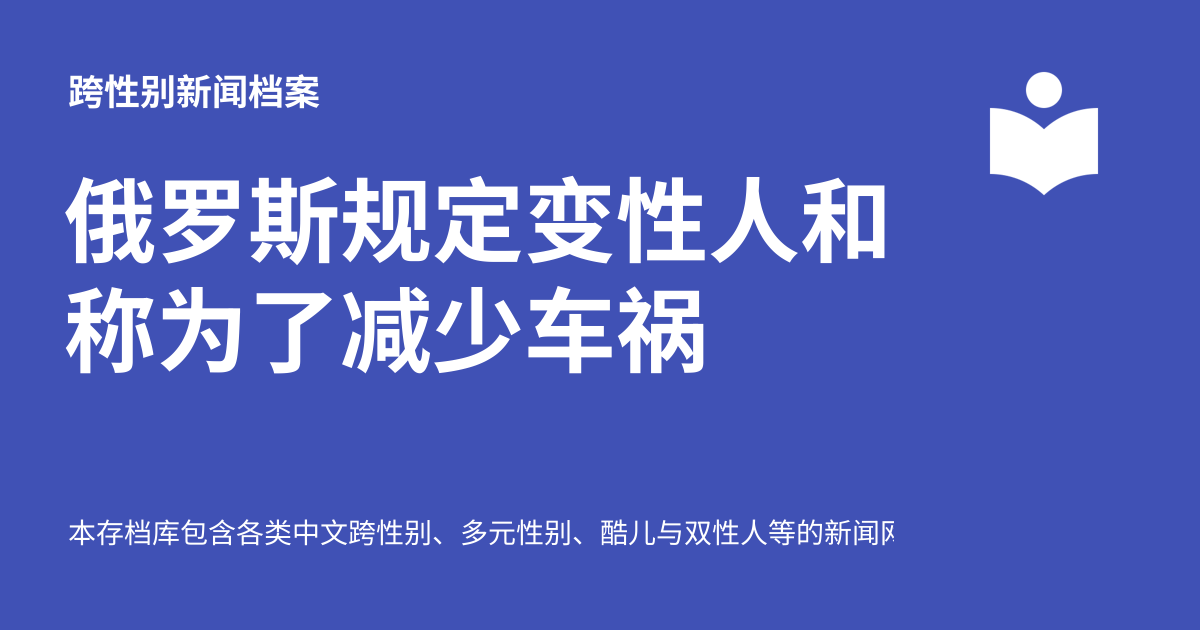 跨性别新闻档案
俄罗斯规定变性人和
称为了减少车祸
本存档库包含各类中文跨性别、多元性别、酷儿与双性人等的新闻